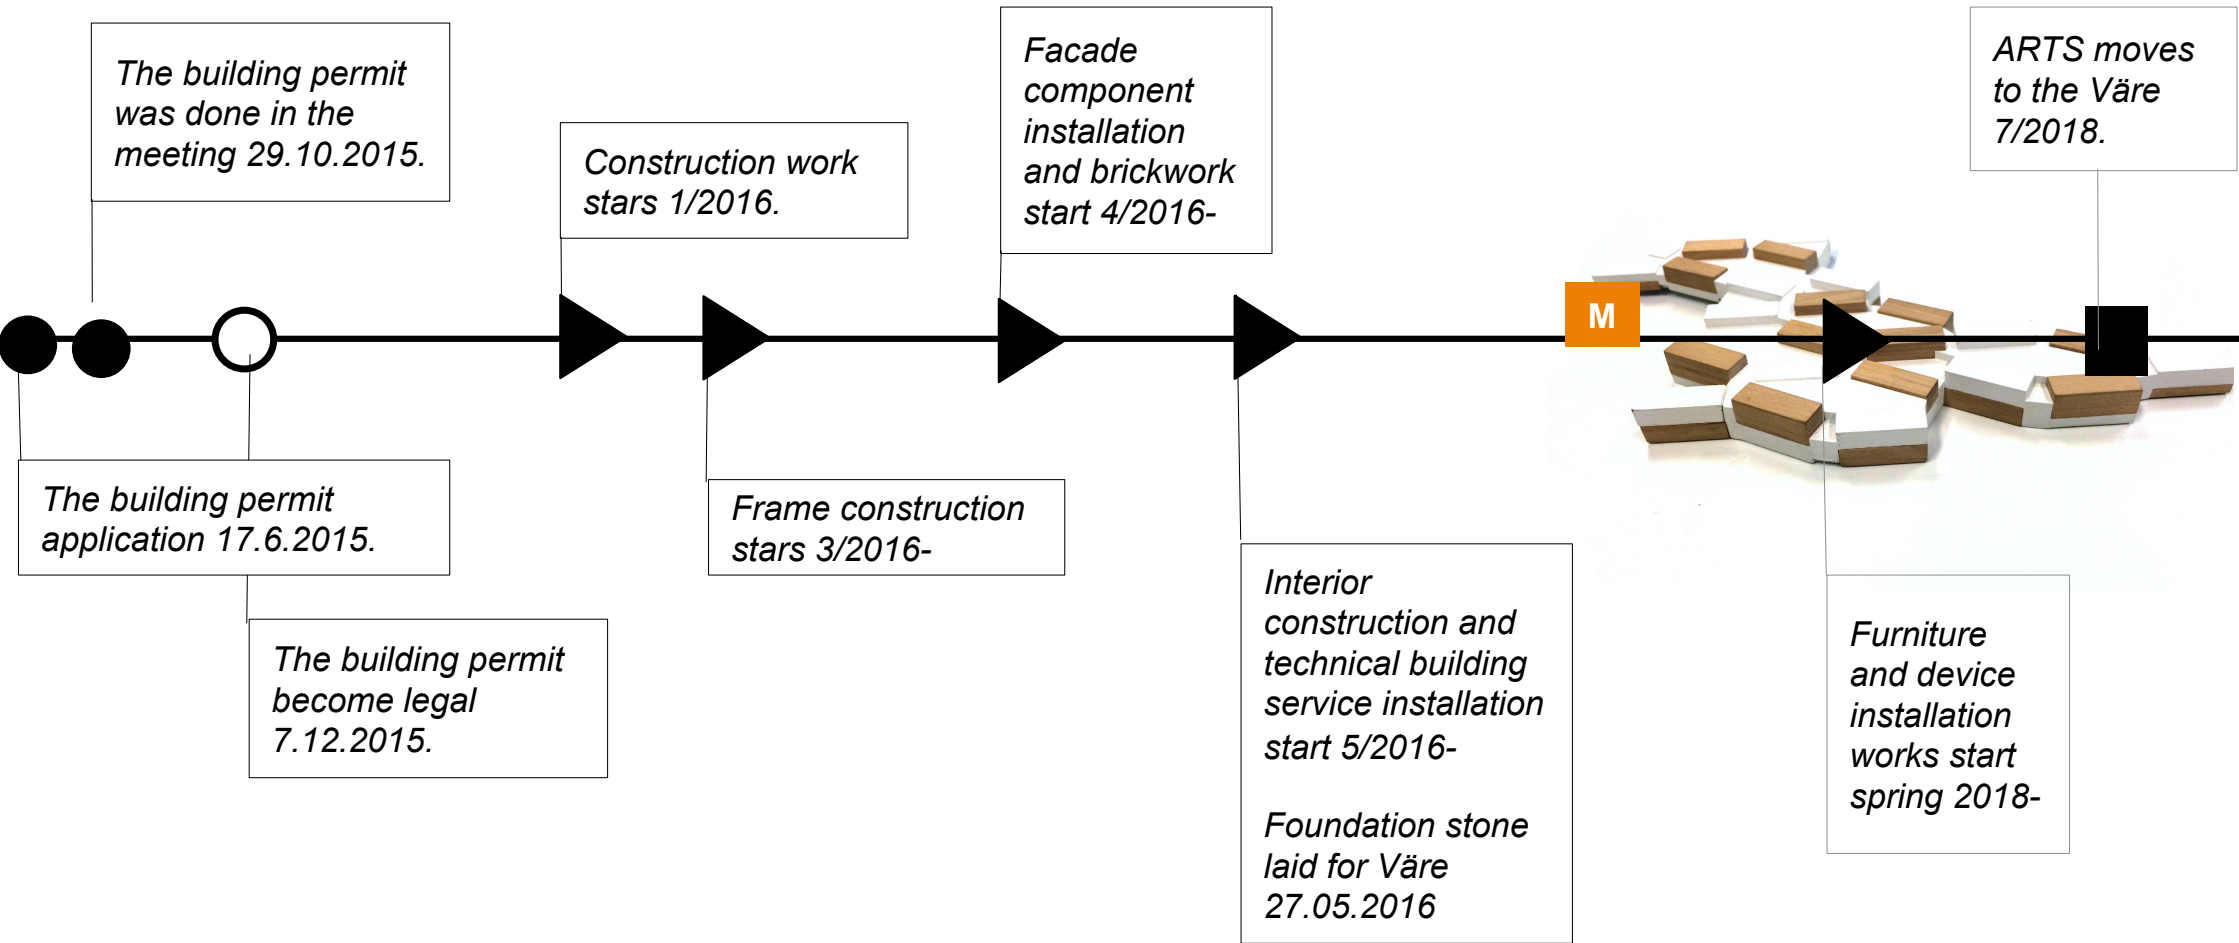 The building permit
was done in the
meeting 29.10.2015.
The building permit
application 17.6.2015.
The building permit
become legal
7.12.2015.
Construction work
stars 1/2016.
Frame construction
stars 3/2016-
Facade
component
installation
and brickwork
start 4/2016-
Interior
construction and
technical building
service installation
start 5/2016-
Foundation stone
laid for Väre
27.05.2016
M
Furniture
and device
installation
works start
spring 2018-
ARTS moves
to the Väre
7/2018.